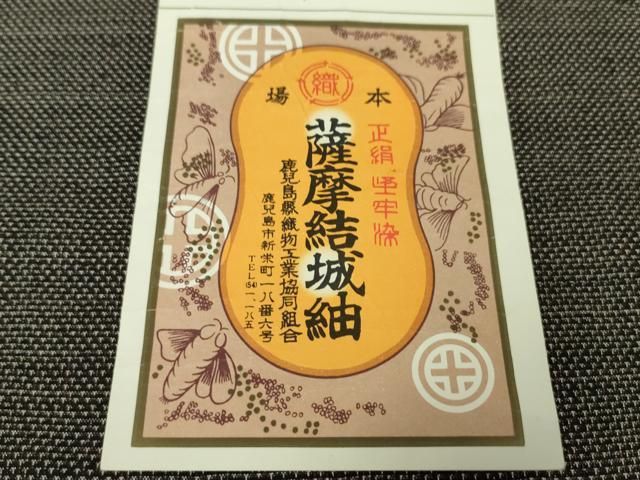 織
本場
正絹 堅牢染
薩摩結城紬
鹿児島縣織物工業協同組合
鹿児島市新栄町一八番六号
TEL(54)一一八五